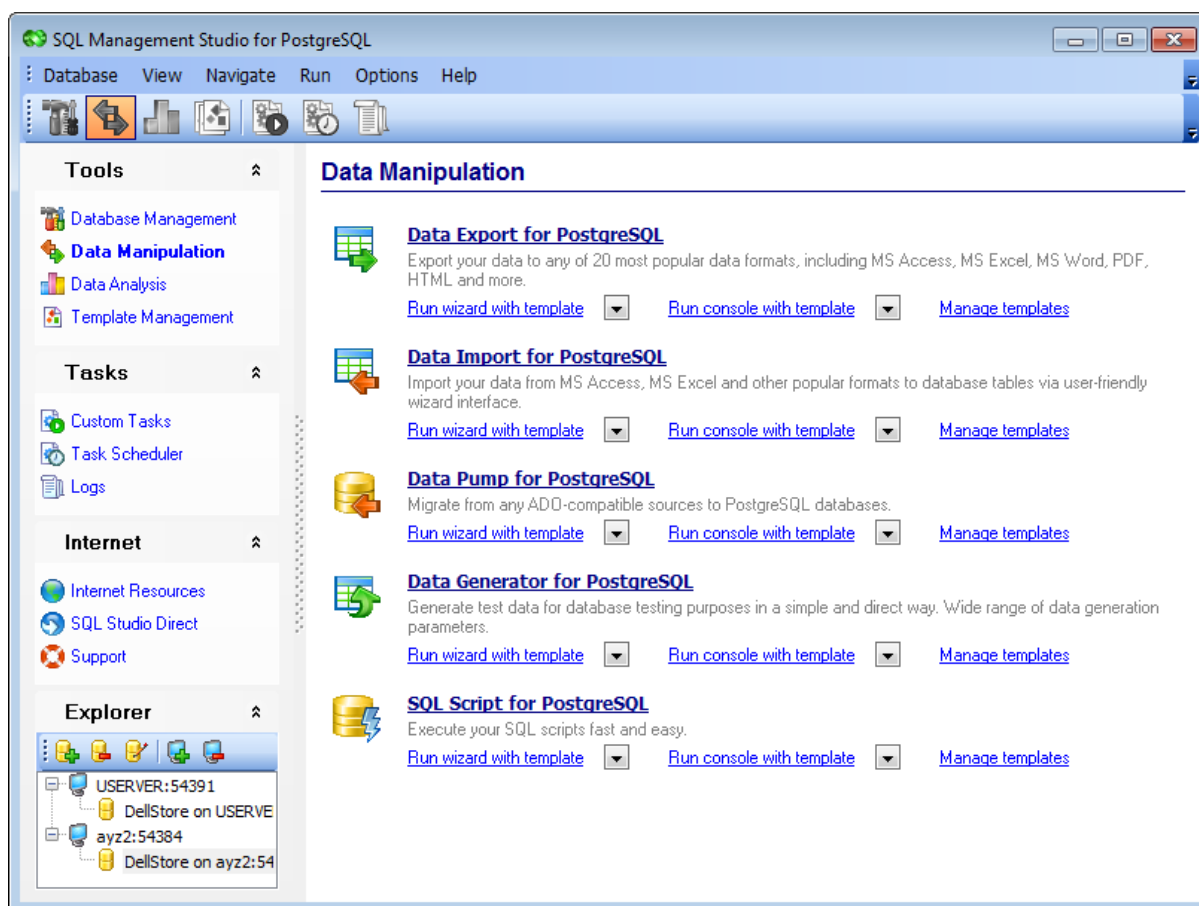 SQL Management Studio for PostgreSQL
Database View Navigate Run Options Help
Tools
Database Management
Data Manipulation
Data Analysis
Template Management
Tasks
Custom Tasks
Task Scheduler
Logs
Internet
Internet Resources
SQL Studio Direct
Support
Explorer
USERVER:54391
DellStore on USERVE
ayz2:54384
DellStore on ayz2:54
Data Manipulation
Data Export for PostgreSQL
Export your data to any of 20 most popular data formats, including MS Access, MS Excel, MS Word, PDF,
HTML and more.
Run wizard with template Run console with template Manage templates
Data Import for PostgreSQL
Import your data from MS Access, MS Excel and other popular formats to database tables via user-friendly
wizard interface.
Run wizard with template Run console with template Manage templates
Data Pump for PostgreSQL
Migrate from any ADO-compatible sources to PostgreSQL databases.
Run wizard with template Run console with template Manage templates
Data Generator for PostgreSQL
Generate test data for database testing purposes in a simple and direct way. Wide range of data generation
parameters.
Run wizard with template Run console with template Manage templates
SQL Script for PostgreSQL
Execute your SQL scripts fast and easy.
Run wizard with template Run console with template Manage templates